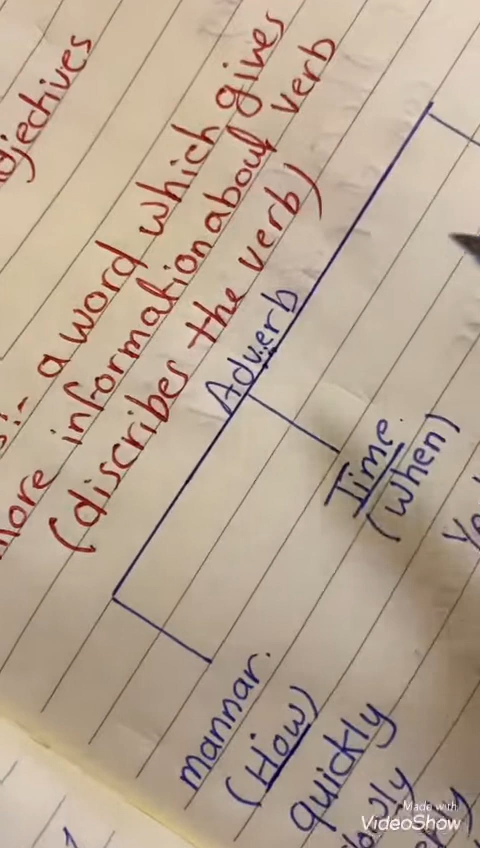 djectives
s:- a word which gives
more information about verb
(discribes the verb)
Adverb
Time
(When)
Ye
mannar.
(How)
quickly
Made with
VideoShow